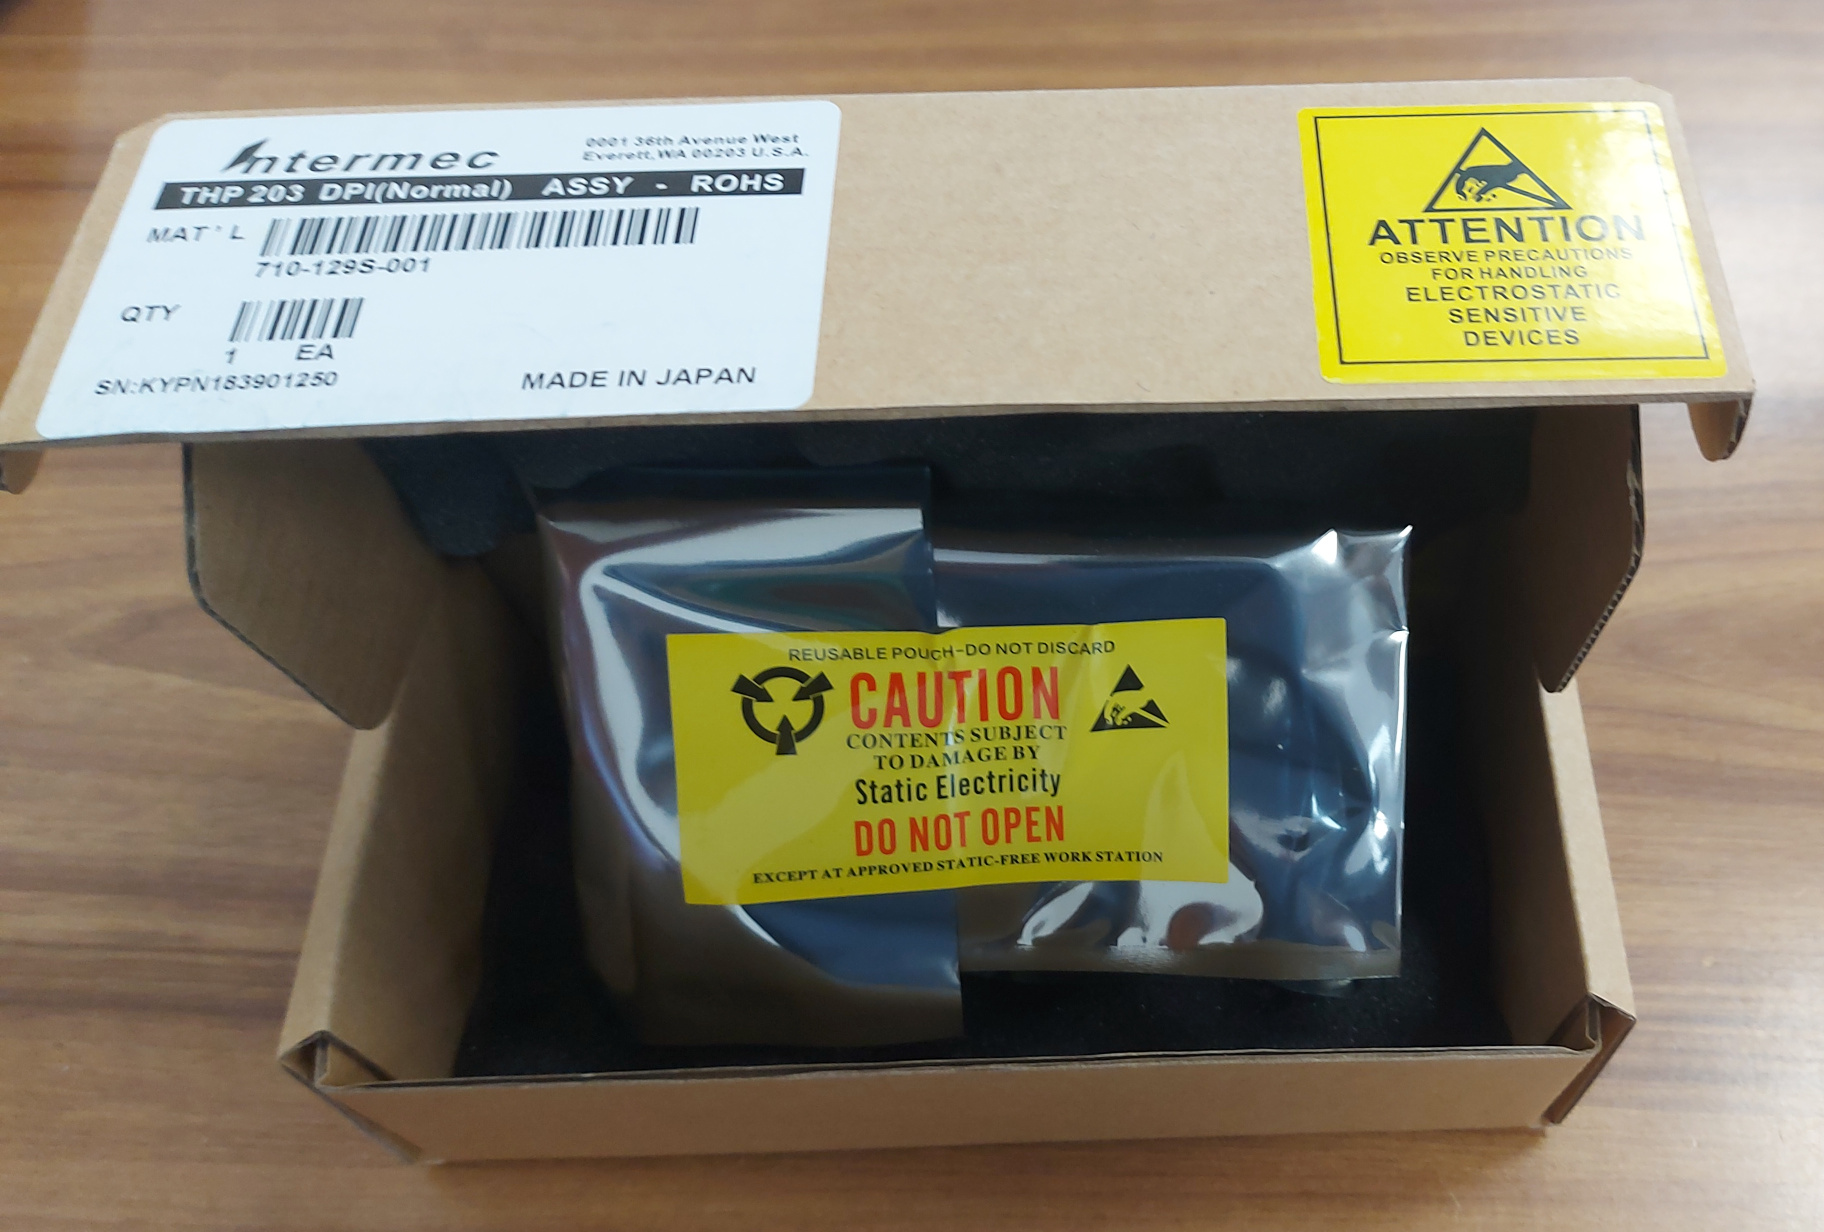 Intermec
0001 36th Avenue West
Everett,WA 00203 U.S.A.
THP 203 DPI(Normal) ASSY - ROHS
MAT'L
710-129S-001
QTY
1 EA
SN:KYPN183901250
MADE IN JAPAN
ATTENTION
OBSERVE PRECAUTIONS
FOR HANDLING
ELECTROSTATIC
SENSITIVE
DEVICES
REUSABLE POUCH-DO NOT DISCARD
CAUTION
CONTENTS SUBJECT
TO DAMAGE BY
Static Electricity
DO NOT OPEN
EXCEPT AT APPROVED STATIC-FREE WORK STATION